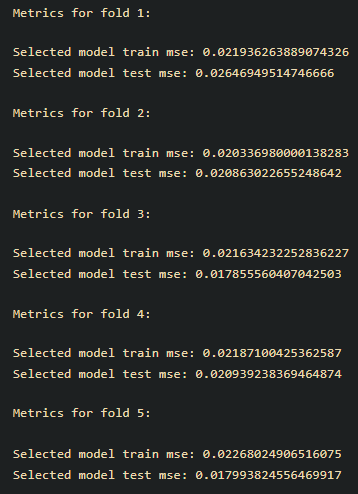 Metrics for fold 1:
Selected model train mse: 0.021936263889074326
Selected model test mse: 0.02646949514746666
Metrics for fold 2:
Selected model train mse: 0.020336980000138283
Selected model test mse: 0.020863022655248642
Metrics for fold 3:
Selected model train mse: 0.021634232252836227
Selected model test mse: 0.017855560407042503
Metrics for fold 4:
Selected model train mse: 0.02187100425362587
Selected model test mse: 0.020939238369464874
Metrics for fold 5:
Selected model train mse: 0.02268024906516075
Selected model test mse: 0.017993824556469917